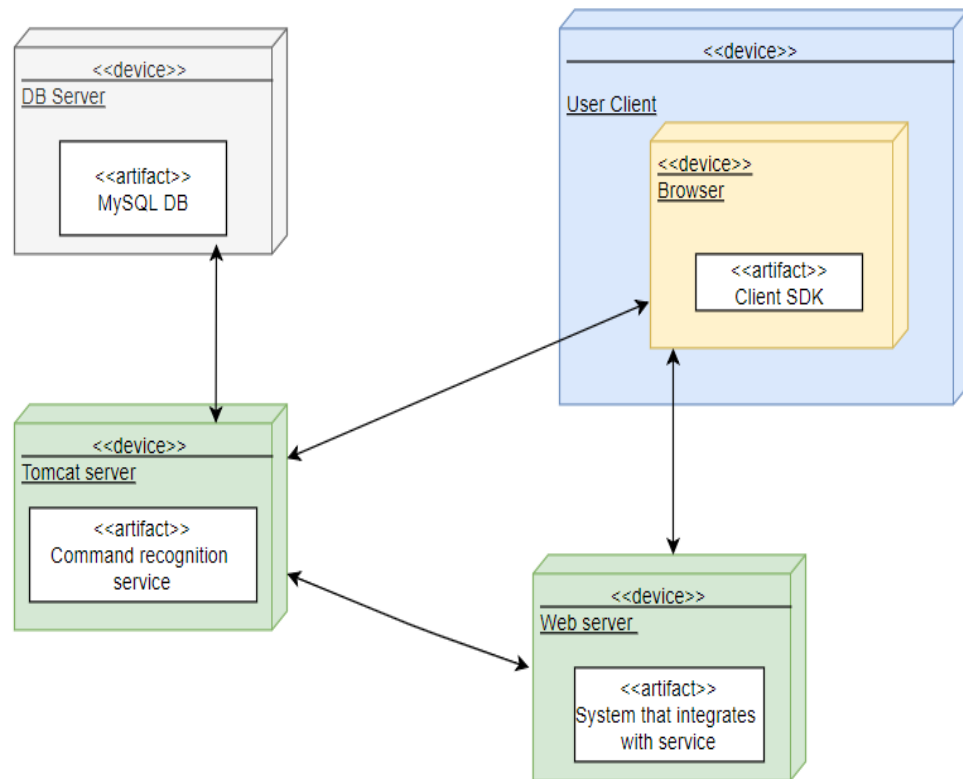 <<device>>
DB Server
<<artifact>>
MySQL DB
<<device>>
User Client
<<device>>
Browser
<<artifact>>
Client SDK
<<device>>
Tomcat server
<<artifact>>
Command recognition
service
<<device>>
Web server
<<artifact>>
System that integrates
with service